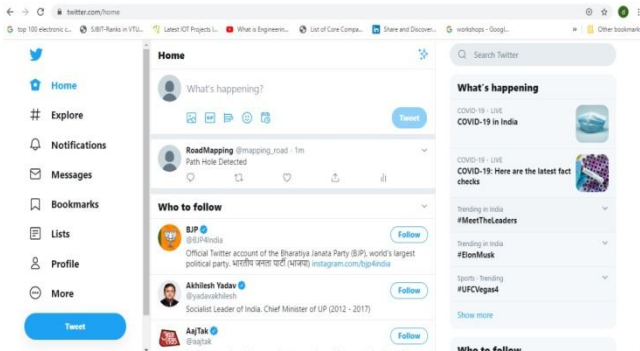 twitter.com/home
top 100 electronic c...
SJBIT-Ranks in VTU...
Latest IOT Projects I...
What is Engineerin...
List of Core Compa...
Share and Discover...
workshops - Googl...
Other bookmark
Home
Explore
Notifications
Messages
Bookmarks
Lists
Profile
More
Tweet
Home
What's happening?
Tweet
RoadMapping @mapping_road · 1m
Path Hole Detected
Who to follow
BJP
@BJP4India
Follow
Official Twitter account of the Bharatiya Janata Party (BJP), world's largest
political party. भारतीय जनता पार्टी (भाजपा) instagram.com/bjp4india
Akhilesh Yadav
@yadavakhilesh
Follow
Socialist Leader of India. Chief Minister of UP (2012 - 2017)
AajTak
@aajtak
Follow
Search Twitter
What's happening
COVID-19 · LIVE
COVID-19 in India
COVID-19 · LIVE
COVID-19: Here are the latest fact
checks
Trending in India
#MeetTheLeaders
Trending in India
#ElonMusk
Sports · Trending
#UFCVegas4
Show more
Who to follow